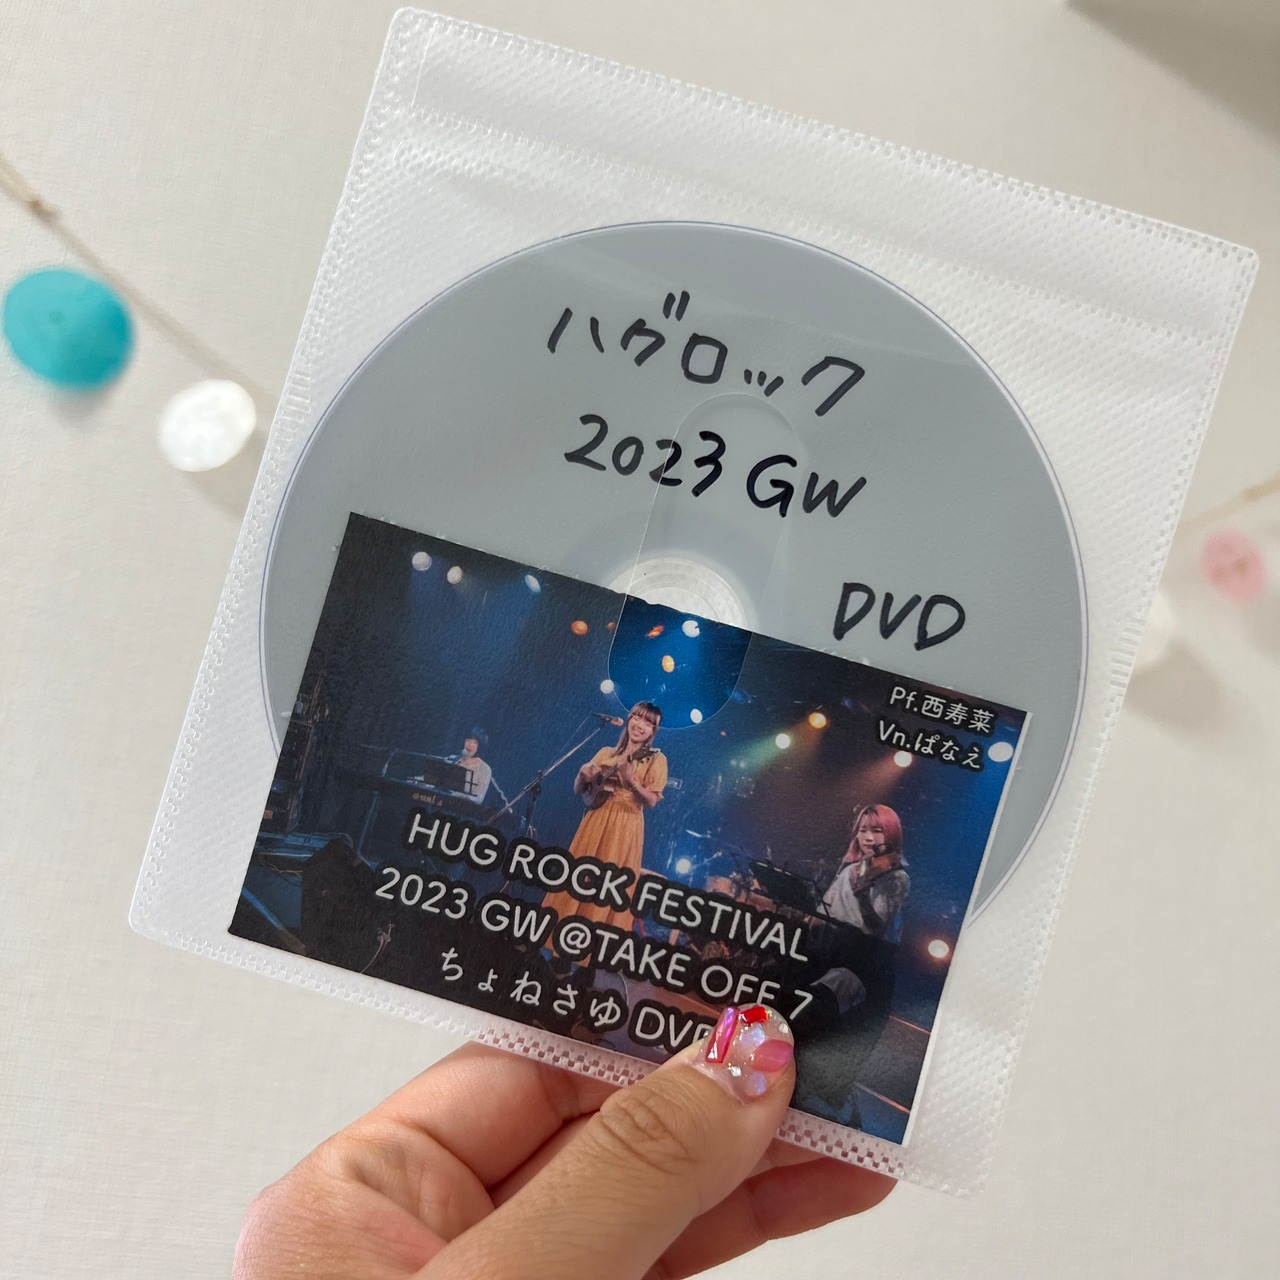 ハグロック
2023 GW
DVD
Pf.西寿菜
Vn.ぱなえ
HUG ROCK FESTIVAL
2023 GW @TAKE OFF 7
ちょねさゆ DV